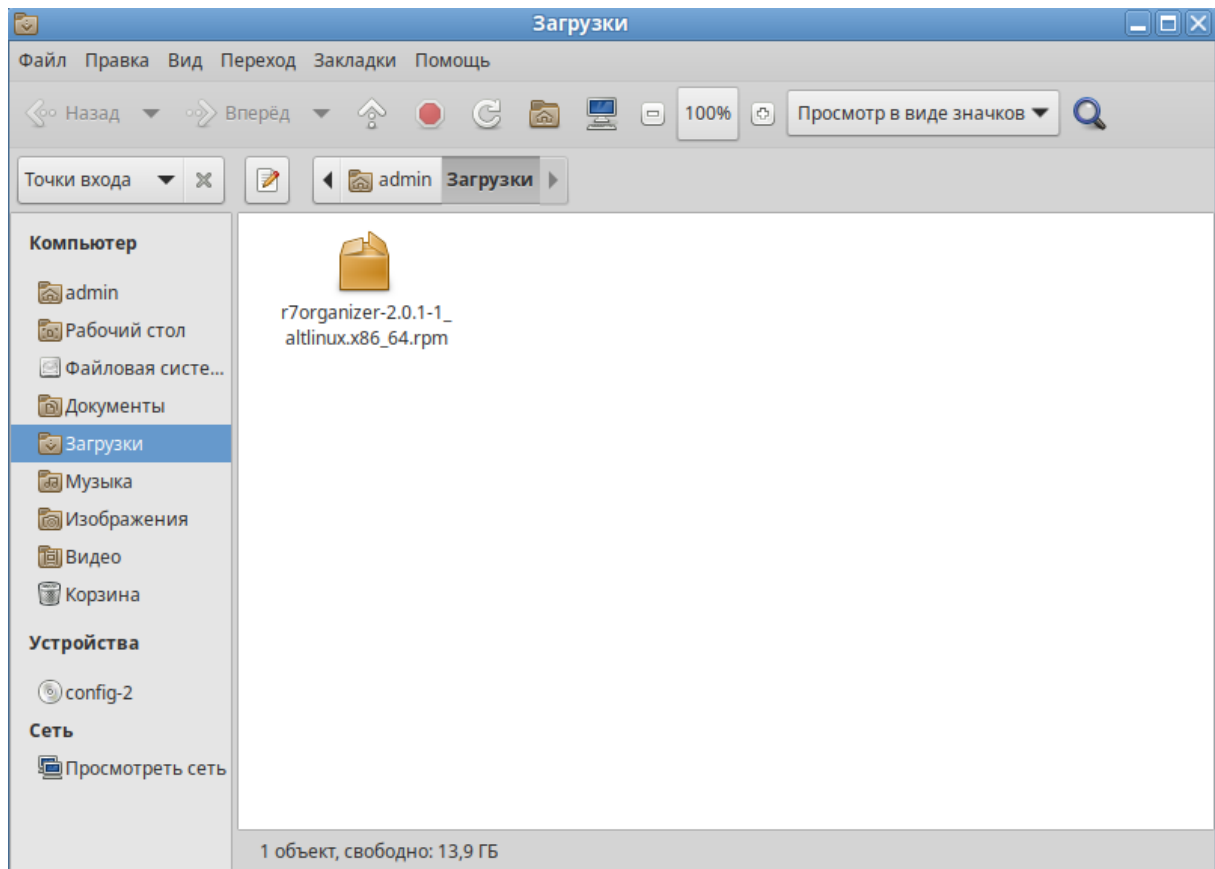 Загрузки
Файл Правка Вид Переход Закладки Помощь
Назад Вперёд 100% Просмотр в виде значков
Точки входа admin Загрузки
Компьютер
admin
Рабочий стол
Файловая систе...
Документы
Загрузки
Музыка
Изображения
Видео
Корзина
Устройства
config-2
Сеть
Просмотреть сеть
r7organizer-2.0.1-1_
altlinux.x86_64.rpm
1 объект, свободно: 13,9 ГБ